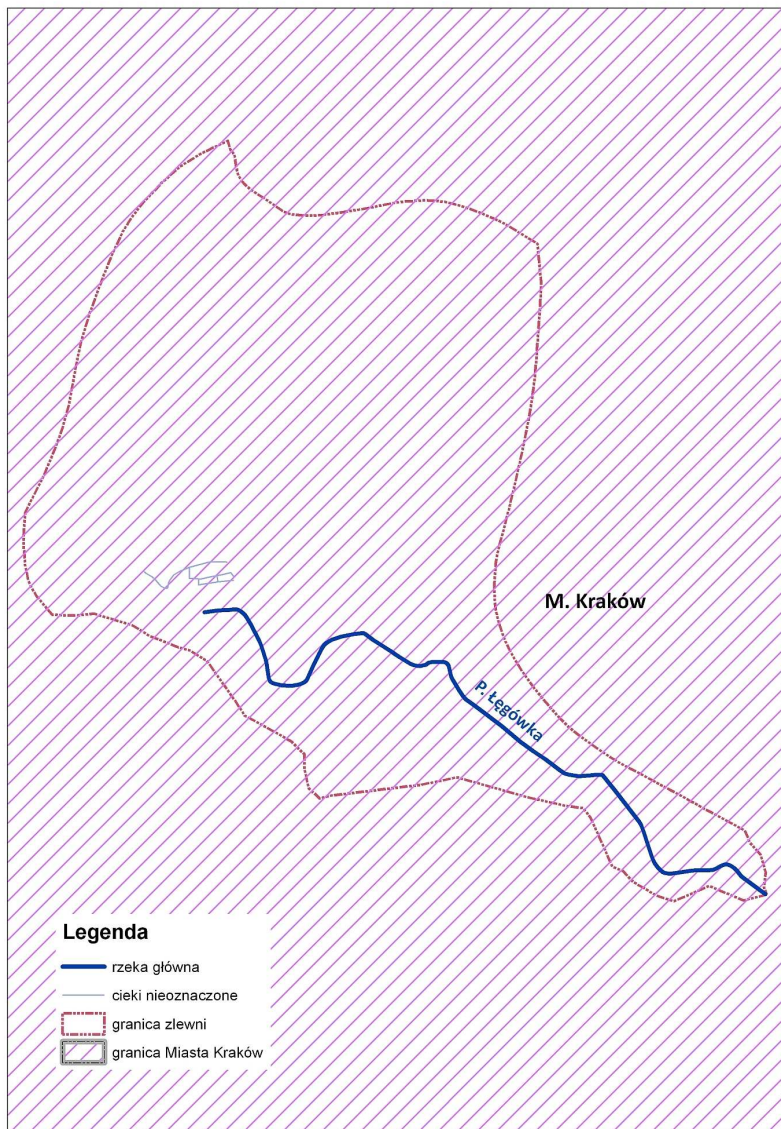 M. Kraków
P. Łęgówka
Legenda
rzeka główna
cieki nieoznaczone
granica zlewni
granica Miasta Kraków